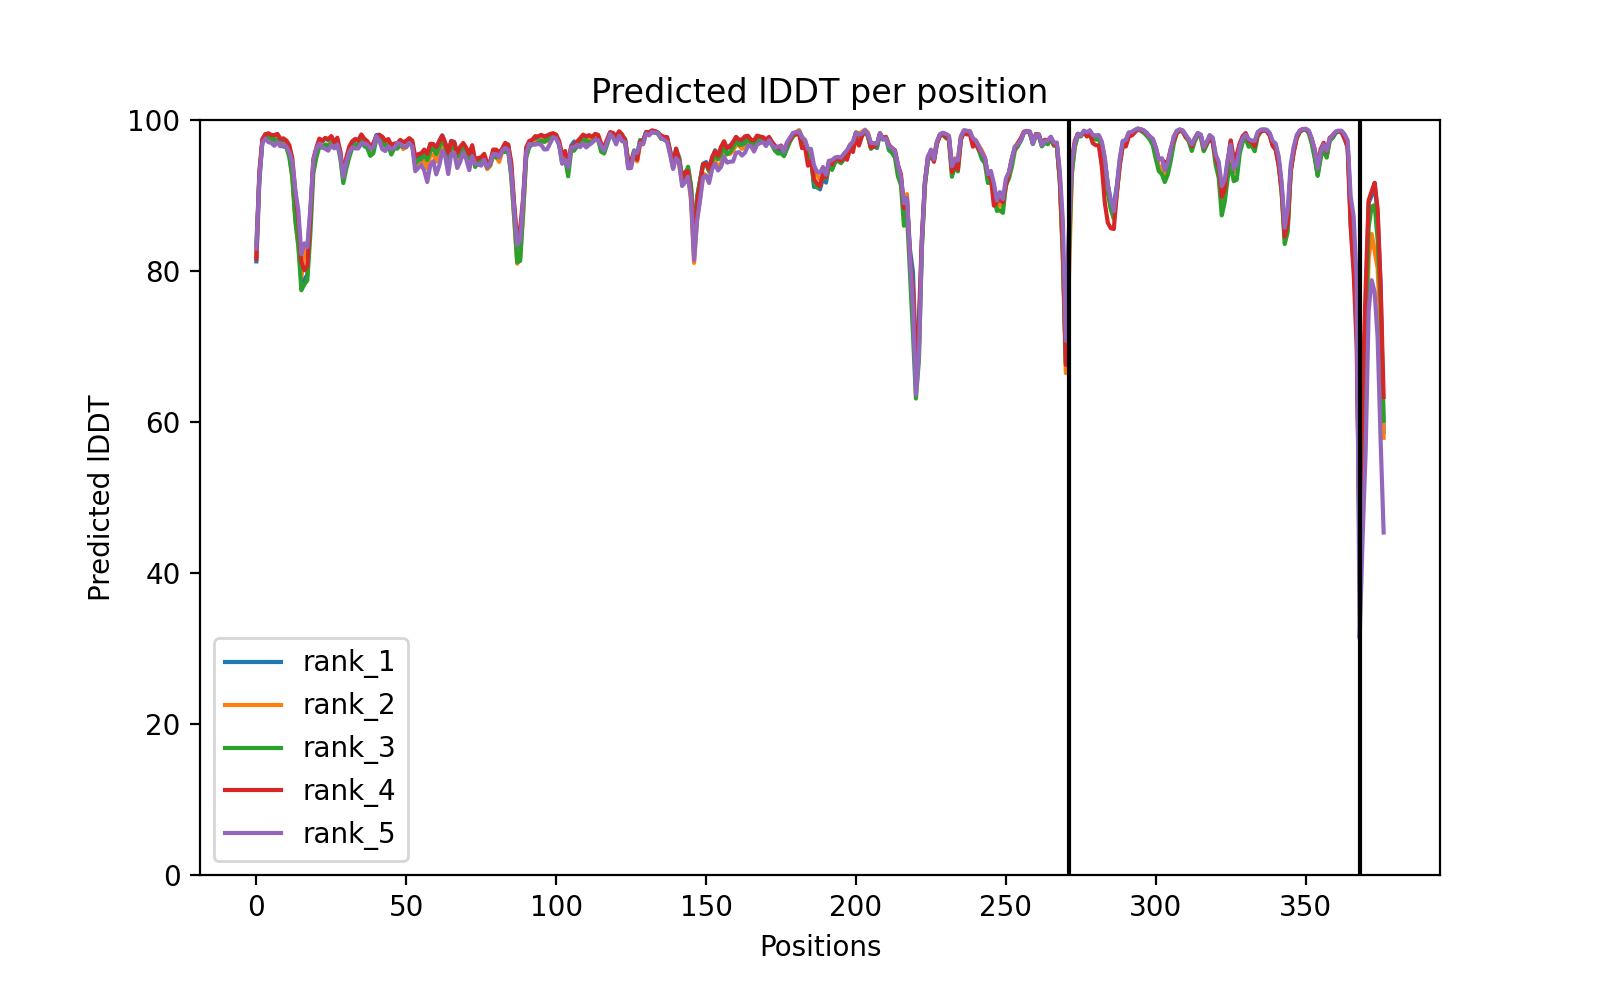 Predicted lDDT per position
100
80
60
40
20
0
Predicted lDDT
rank_1
rank_2
rank_3
rank_4
rank_5
0 50 100 150 200 250 300 350
Positions